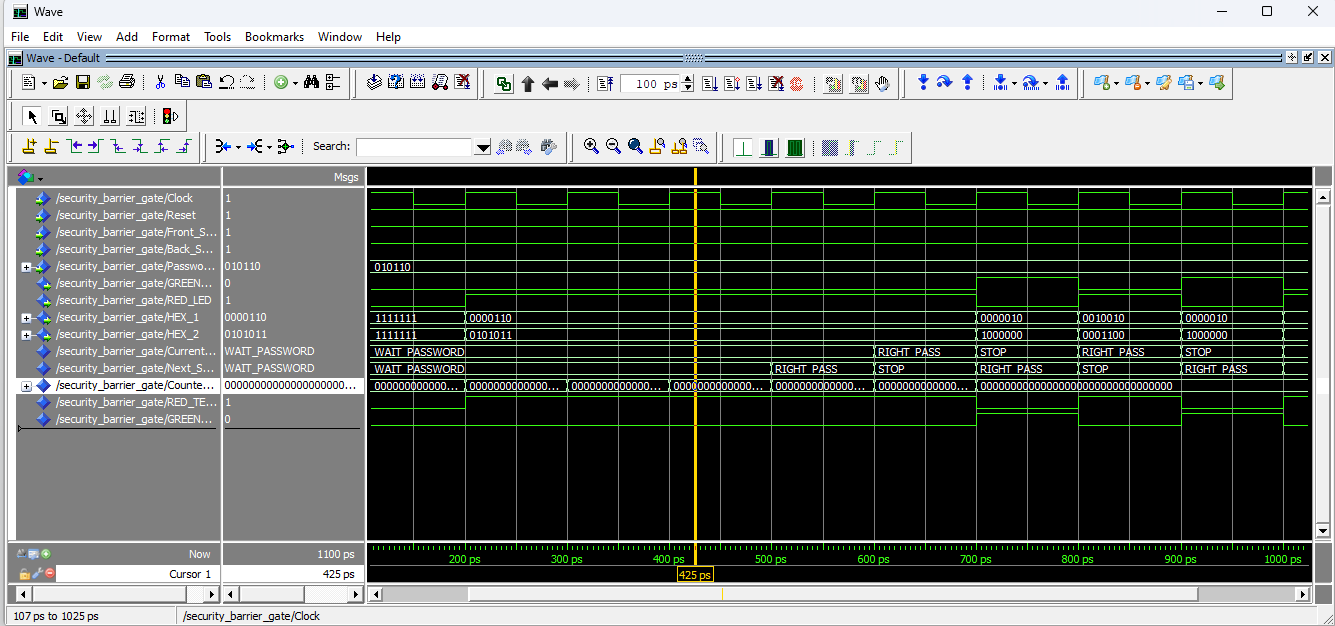 Wave
File Edit View Add Format Tools Bookmarks Window Help
Wave - Default
100 ps
Search:
Msgs
/security_barrier_gate/Clock 1
/security_barrier_gate/Reset 1
/security_barrier_gate/Front_S... 1
/security_barrier_gate/Back_S... 1
/security_barrier_gate/Passwo... 010110 010110
/security_barrier_gate/GREEN... 0
/security_barrier_gate/RED_LED 1
/security_barrier_gate/HEX_1 0000110 1111111 0000110 0000010 0010010 0000010
/security_barrier_gate/HEX_2 0101011 1111111 0101011 1000000 0001100 1000000
/security_barrier_gate/Current... WAIT_PASSWORD WAIT_PASSWORD RIGHT_PASS STOP RIGHT_PASS STOP
/security_barrier_gate/Next_S... WAIT_PASSWORD WAIT_PASSWORD RIGHT_PASS STOP RIGHT_PASS STOP RIGHT_PASS
/security_barrier_gate/Counte... 00000000000000000000... 000000000000... 000000000000... 000000000000... 000000000000... 000000000000... 000000000000... 00000000000000000000000000000000
/security_barrier_gate/RED_TE... 1
/security_barrier_gate/GREEN... 0
Now 1100 ps
200 ps 300 ps 400 ps 500 ps 600 ps 700 ps 800 ps 900 ps 1000 ps
Cursor 1 425 ps 425 ps
107 ps to 1025 ps /security_barrier_gate/Clock